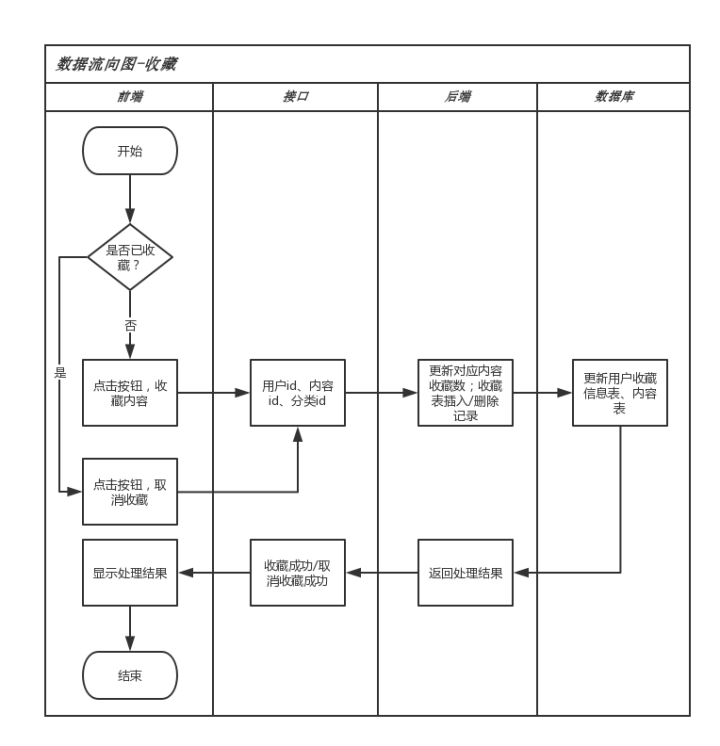 数据流向图-收藏
前端
接口
后端
数据库
开始
是否已收
藏？
否
是
点击按钮，收
藏内容
用户id、内容
id、分类id
更新对应内容
收藏数；收藏
表插入/删除
记录
更新用户收藏
信息表、内容
表
点击按钮，取
消收藏
显示处理结果
收藏成功/取
消收藏成功
返回处理结果
结束